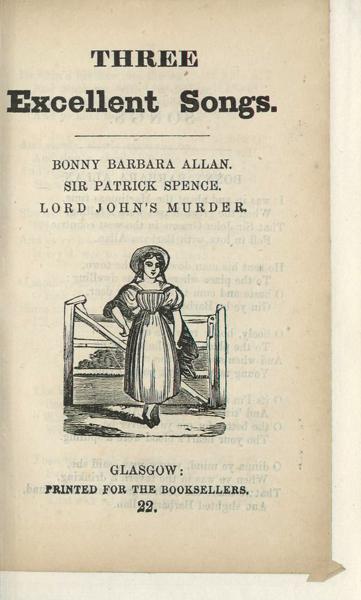 THREE
Excellent Songs.
BONNY BARBARA ALLAN.
SIR PATRICK SPENCE.
LORD JOHN'S MURDER.
GLASGOW:
PRINTED FOR THE BOOKSELLERS.
22.